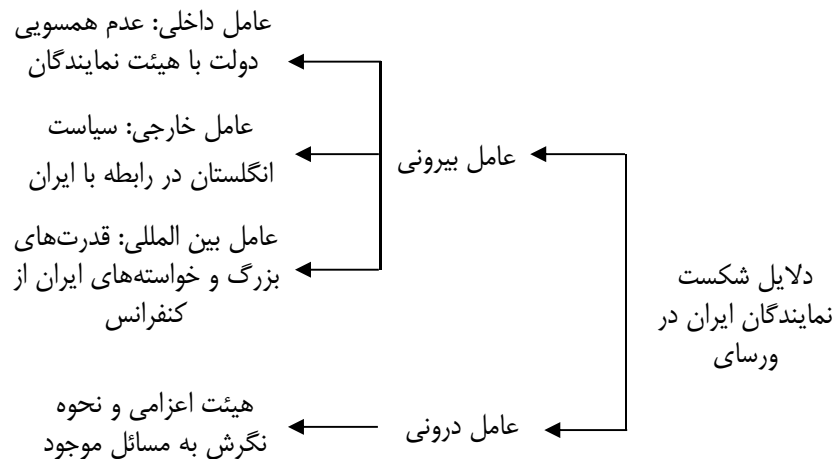 دلایل شکست
نمایندگان ایران در
ورسای
عامل بیرونی
عامل داخلی: عدم همسویی
دولت با هیئت نمایندگان
عامل خارجی: سیاست
انگلستان در رابطه با ایران
عامل بین المللی: قدرت‌های
بزرگ و خواسته‌های ایران از
کنفرانس
عامل درونی
هیئت اعزامی و نحوه
نگرش به مسائل موجود